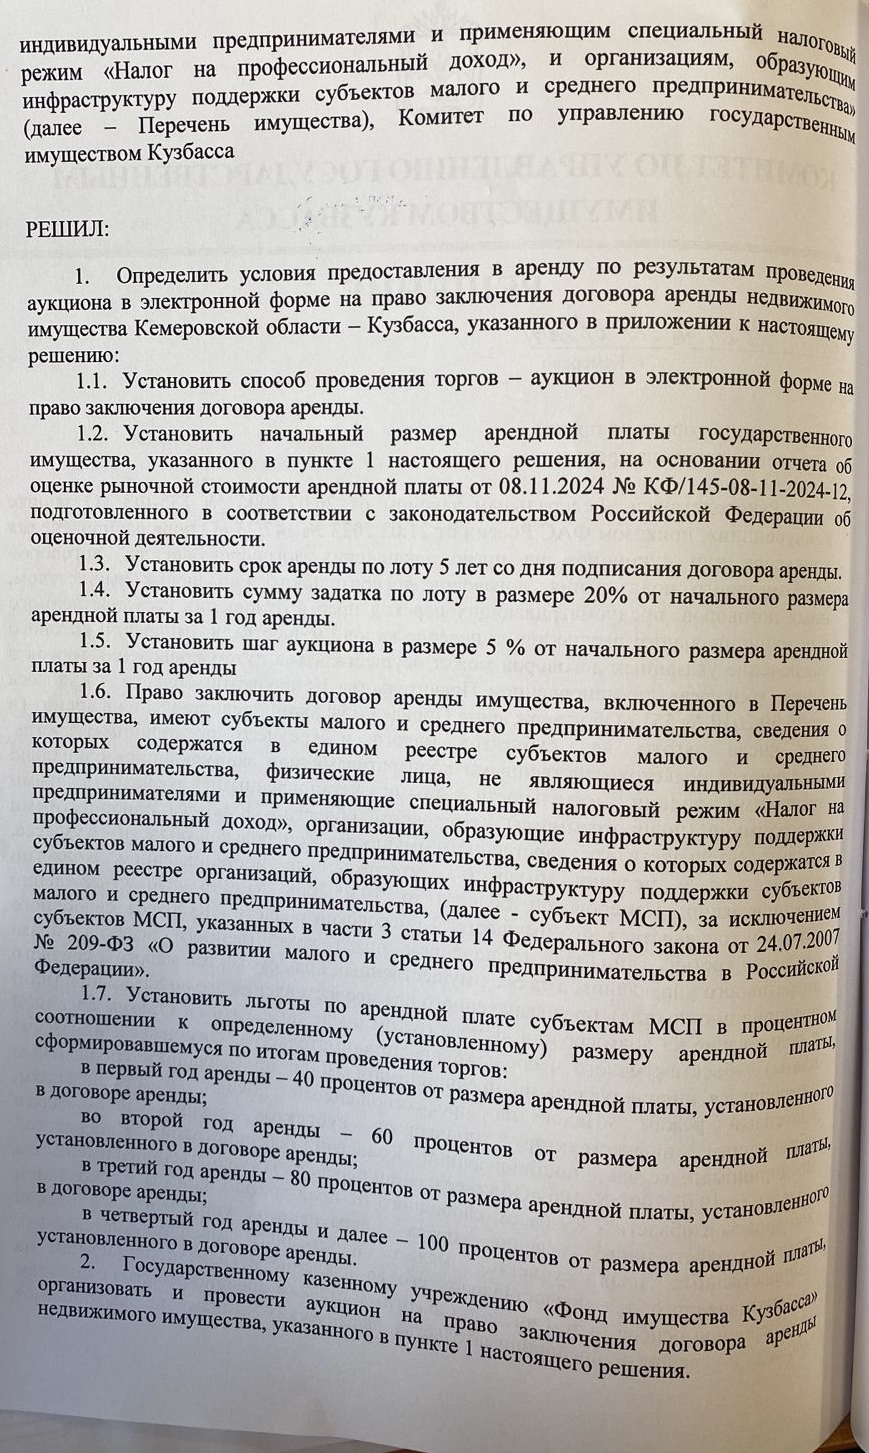 индивидуальными предпринимателями и применяющим специальный налоговый
режим «Налог на профессиональный доход», и организациям, образующим
инфраструктуру поддержки субъектов малого и среднего предпринимательства»
(далее – Перечень имущества), Комитет по управлению государственным
имуществом Кузбасса
РЕШИЛ:
1. Определить условия предоставления в аренду по результатам проведения
аукциона в электронной форме на право заключения договора аренды недвижимого
имущества Кемеровской области – Кузбасса, указанного в приложении к настоящему
решению:
1.1. Установить способ проведения торгов – аукцион в электронной форме на
право заключения договора аренды.
1.2. Установить начальный размер арендной платы государственного
имущества, указанного в пункте 1 настоящего решения, на основании отчета об
оценке рыночной стоимости арендной платы от 08.11.2024 № КФ/145-08-11-2024-12,
подготовленного в соответствии с законодательством Российской Федерации об
оценочной деятельности.
1.3. Установить срок аренды по лоту 5 лет со дня подписания договора аренды.
1.4. Установить сумму задатка по лоту в размере 20% от начального размера
арендной платы за 1 год аренды.
1.5. Установить шаг аукциона в размере 5 % от начального размера арендной
платы за 1 год аренды
1.6. Право заключить договор аренды имущества, включенного в Перечень
имущества, имеют субъекты малого и среднего предпринимательства, сведения о
которых содержатся в едином реестре субъектов малого и среднего
предпринимательства, физические лица, не являющиеся индивидуальными
предпринимателями и применяющие специальный налоговый режим «Налог на
профессиональный доход», организации, образующие инфраструктуру поддержки
субъектов малого и среднего предпринимательства, сведения о которых содержатся в
едином реестре организаций, образующих инфраструктуру поддержки субъектов
малого и среднего предпринимательства, (далее - субъект МСП), за исключением
субъектов МСП, указанных в части 3 статьи 14 Федерального закона от 24.07.2007
№ 209-ФЗ «О развитии малого и среднего предпринимательства в Российской
Федерации».
1.7. Установить льготы по арендной плате субъектам МСП в процентном
соотношении к определенному (установленному) размеру арендной платы,
сформировавшемуся по итогам проведения торгов:
в первый год аренды – 40 процентов от размера арендной платы, установленного
в договоре аренды;
во второй год аренды – 60 процентов от размера арендной платы,
установленного в договоре аренды;
в третий год аренды – 80 процентов от размера арендной платы, установленного
в договоре аренды;
в четвертый год аренды и далее – 100 процентов от размера арендной платы,
установленного в договоре аренды.
2. Государственному казенному учреждению «Фонд имущества Кузбасса»
организовать и провести аукцион на право заключения договора аренды
недвижимого имущества, указанного в пункте 1 настоящего решения.